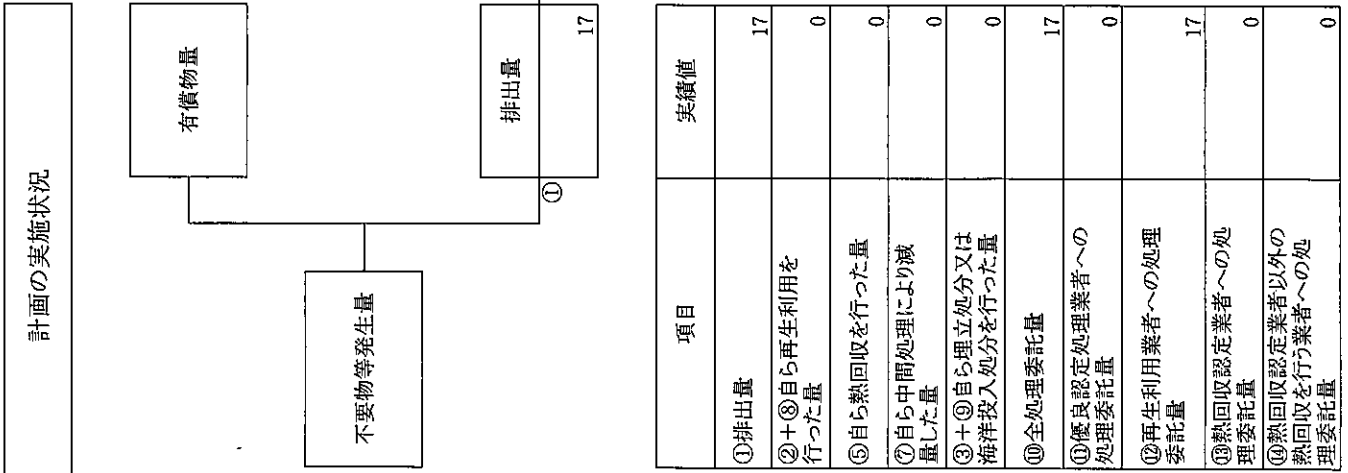 計画の実施状況
有償物量
不要物等発生量
排出量
①
17
項目
実績値
①排出量
17
②+⑧自ら再生利用を
行った量
0
⑤自ら熱回収を行った量
0
⑦自ら中間処理により減
量した量
0
③+⑨自ら埋立処分又は
海洋投入処分を行った量
0
⑩全処理委託量
17
⑪優良認定処理業者への
処理委託量
0
⑫再生利用業者への処理
委託量
17
⑬熱回収認定業者への処
理委託量
0
⑭熱回収認定業者以外の
熱回収を行う業者への処
理委託量
0